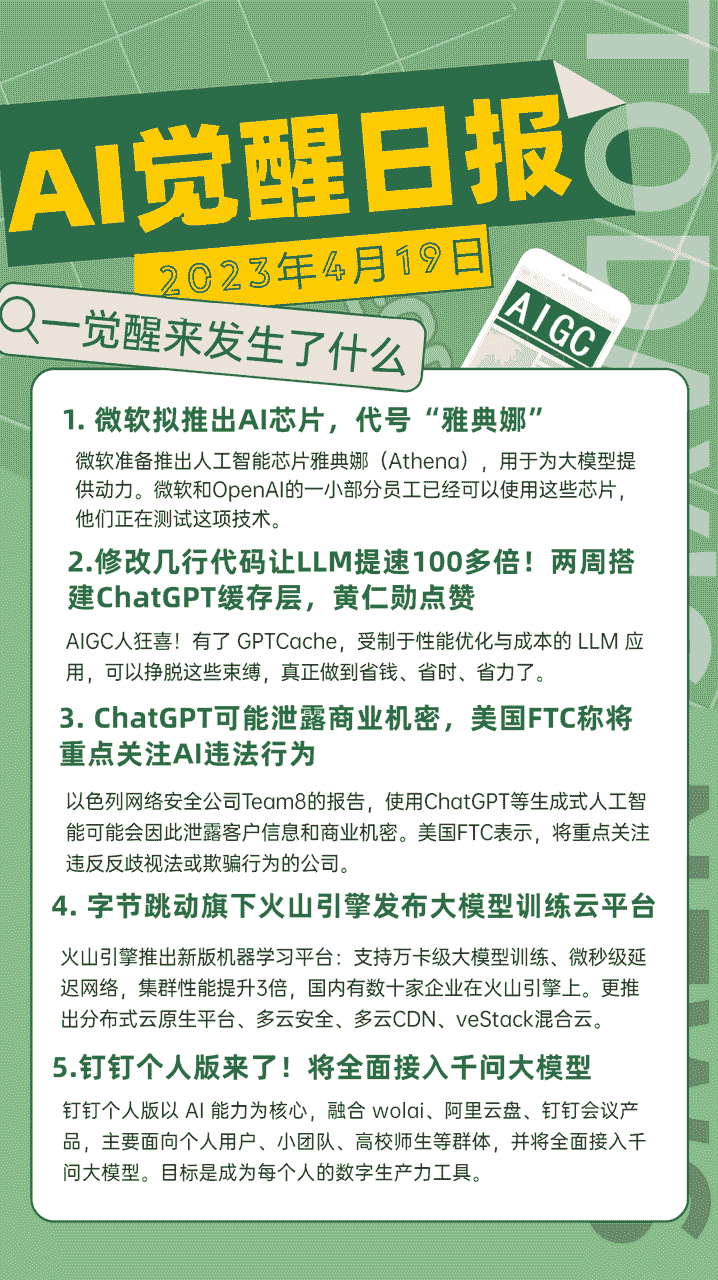 AI觉醒日报
2023年4月19日
一觉醒来发生了什么
AIGC
TODAY'S NEWS
1. 微软拟推出AI芯片，代号“雅典娜”
微软准备推出人工智能芯片雅典娜（Athena），用于为大模型提
供动力。微软和OpenAI的一小部分员工已经可以使用这些芯片，
他们正在测试这项技术。
2.修改几行代码让LLM提速100多倍！两周搭
建ChatGPT缓存层，黄仁勋点赞
AIGC人狂喜！有了 GPTCache，受制于性能优化与成本的 LLM 应
用，可以挣脱这些束缚，真正做到省钱、省时、省力了。
3. ChatGPT可能泄露商业机密，美国FTC称将
重点关注AI违法行为
以色列网络安全公司Team8的报告，使用ChatGPT等生成式人工智
能可能会因此泄露客户信息和商业机密。美国FTC表示，将重点关注
违反反歧视法或欺骗行为的公司。
4. 字节跳动旗下火山引擎发布大模型训练云平台
火山引擎推出新版机器学习平台：支持万卡级大模型训练、微秒级延
迟网络，集群性能提升3倍，国内有数十家企业在火山引擎上。更推
出分布式云原生平台、多云安全、多云CDN、veStack混合云。
5.钉钉个人版来了！将全面接入千问大模型
钉钉个人版以 AI 能力为核心，融合 wolai、阿里云盘、钉钉会议产
品，主要面向个人用户、小团队、高校师生等群体，并将全面接入千
问大模型。目标是成为每个人的数字生产力工具。